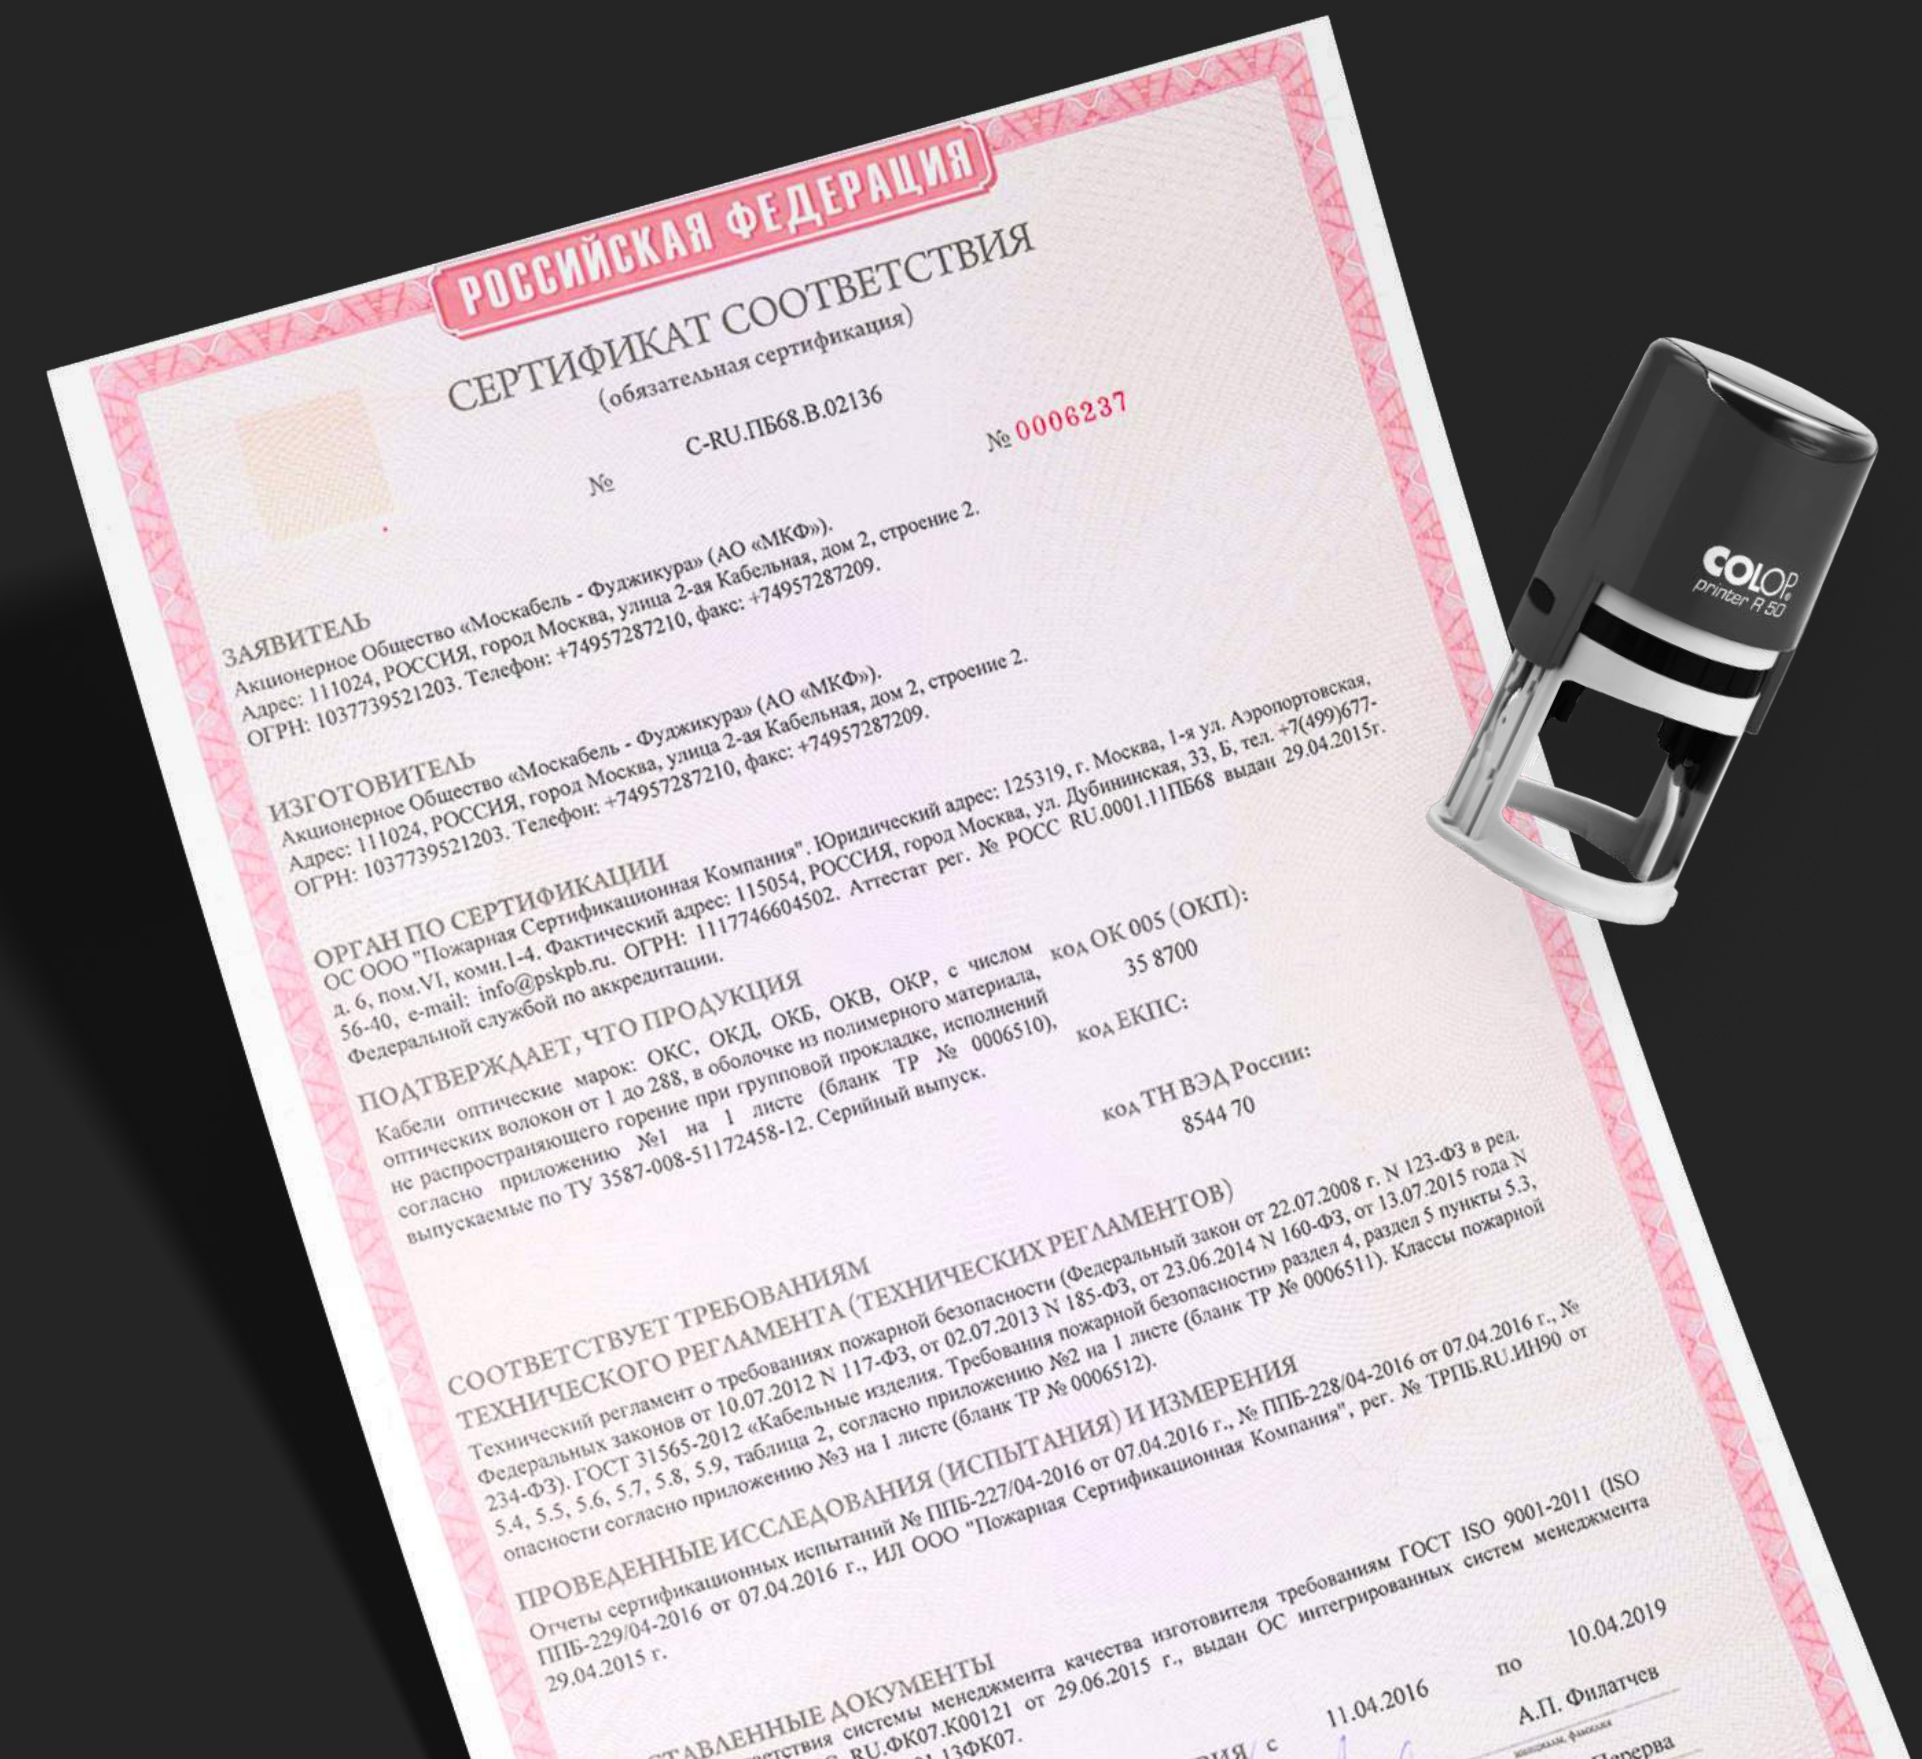 РОССИЙСКАЯ ФЕДЕРАЦИЯ
СЕРТИФИКАТ СООТВЕТСТВИЯ
(обязательная сертификация)
№ C-RU.ПБ68.В.02136
№ 0006237
ЗАЯВИТЕЛЬ
Акционерное Общество «Москабель - Фуджикура» (АО «МКФ»).
Адрес: 111024, РОССИЯ, город Москва, улица 2-ая Кабельная, дом 2, строение 2.
ОГРН: 1037739521203. Телефон: +74957287210, факс: +74957287209.
ИЗГОТОВИТЕЛЬ
Акционерное Общество «Москабель - Фуджикура» (АО «МКФ»).
Адрес: 111024, РОССИЯ, город Москва, улица 2-ая Кабельная, дом 2, строение 2.
ОГРН: 1037739521203. Телефон: +74957287210, факс: +74957287209.
ОРГАН ПО СЕРТИФИКАЦИИ
ОС ООО "Пожарная Сертификационная Компания". Юридический адрес: 125319, г. Москва, 1-я ул. Аэропортовская,
д. 6, пом.VI, комн.1-4. Фактический адрес: 115054, РОССИЯ, город Москва, ул. Дубининская, 33, Б, тел. +7(499)677-
56-40, e-mail: info@pskpb.ru. ОГРН: 1117746604502. Аттестат рег. № РОСС RU.0001.11ПБ68 выдан 29.04.2015г.
Федеральной службой по аккредитации.
ПОДТВЕРЖДАЕТ, ЧТО ПРОДУКЦИЯ
Кабели оптические марок: ОКС, ОКД, ОКБ, ОКВ, ОКР, с числом
оптических волокон от 1 до 288, в оболочке из полимерного материала,
не распространяющего горение при групповой прокладке, исполнений
согласно приложению №1 на 1 листе (бланк ТР № 0006510),
выпускаемые по ТУ 3587-008-51172458-12. Серийный выпуск.
код ОК 005 (ОКП):
35 8700
код ЕКПС:
код ТН ВЭД России:
8544 70
СООТВЕТСТВУЕТ ТРЕБОВАНИЯМ
ТЕХНИЧЕСКОГО РЕГЛАМЕНТА (ТЕХНИЧЕСКИХ РЕГЛАМЕНТОВ)
Технический регламент о требованиях пожарной безопасности (Федеральный закон от 22.07.2008 г. N 123-ФЗ в ред.
Федеральных законов от 10.07.2012 N 117-ФЗ, от 02.07.2013 N 185-ФЗ, от 23.06.2014 N 160-ФЗ, от 13.07.2015 года N
234-ФЗ). ГОСТ 31565-2012 «Кабельные изделия. Требования пожарной безопасности» раздел 4, раздел 5 пункты 5.3,
5.4, 5.5, 5.6, 5.7, 5.8, 5.9, таблица 2, согласно приложению №2 на 1 листе (бланк ТР № 0006511). Классы пожарной
опасности согласно приложению №3 на 1 листе (бланк ТР № 0006512).
ПРОВЕДЕННЫЕ ИССЛЕДОВАНИЯ (ИСПЫТАНИЯ) И ИЗМЕРЕНИЯ
Отчеты сертификационных испытаний № ППБ-227/04-2016 от 07.04.2016 г., № ППБ-228/04-2016 от 07.04.2016 г., №
ППБ-229/04-2016 от 07.04.2016 г., ИЛ ООО "Пожарная Сертификационная Компания", рег. № ТРПБ.RU.ИН90 от
29.04.2015 г.
СТАВЛЕННЫЕ ДОКУМЕНТЫ
системы менеджмента качества изготовителя требованиям ГОСТ ISO 9001-2011 (ISO
RU.ФК07.К00121 от 29.06.2015 г., выдан ОС интегрированных систем менеджмента
13ФК07.
с 11.04.2016 по 10.04.2019
А.П. Филатчев
инициалы, фамилия
COLOP
printer R 50